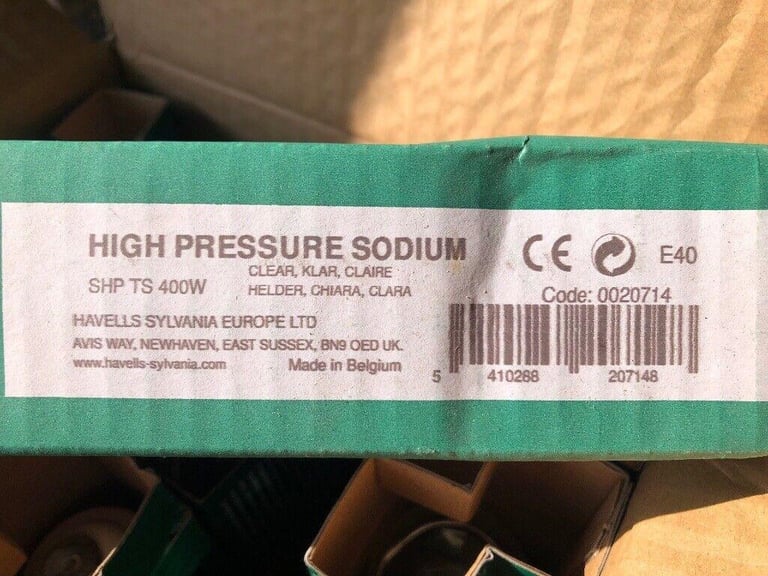 HIGH PRESSURE SODIUM
CLEAR, KLAR, CLAIRE
SHP TS 400W
HELDER, CHIARA, CLARA
CE
E40
Code: 0020714
HAVELLS SYLVANIA EUROPE LTD
AVIS WAY, NEWHAVEN, EAST SUSSEX, BN9 OED UK.
www.havells-sylvania.com
Made in Belgium
5 410288 207148